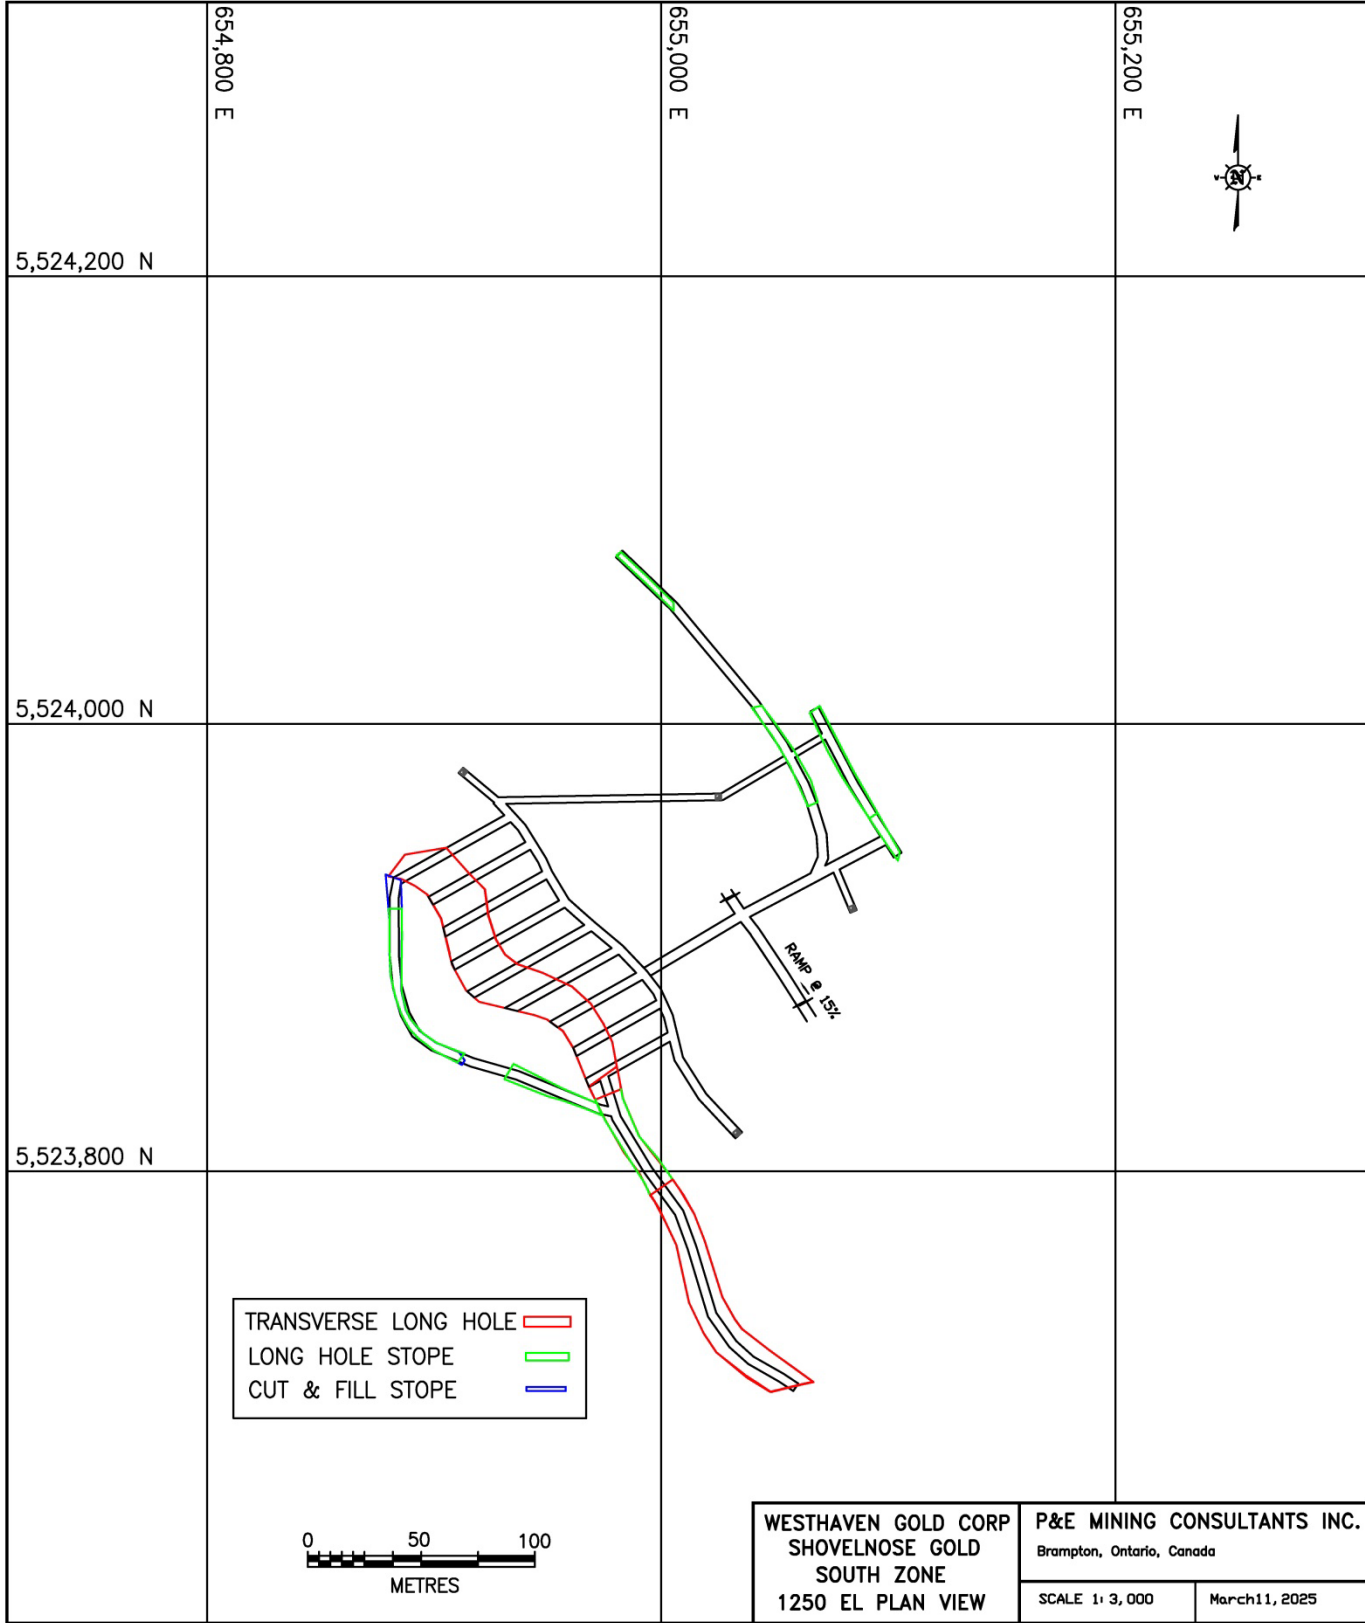 654,800 E
655,000 E
655,200 E
N
5,524,200 N
5,524,000 N
RAMP @ 15%
5,523,800 N
TRANSVERSE LONG HOLE
LONG HOLE STOPE
CUT & FILL STOPE
0 50 100
METRES
WESTHAVEN GOLD CORP
SHOVELNOSE GOLD
SOUTH ZONE
1250 EL PLAN VIEW
P&E MINING CONSULTANTS INC.
Brampton, Ontario, Canada
SCALE 1: 3,000
March11, 2025